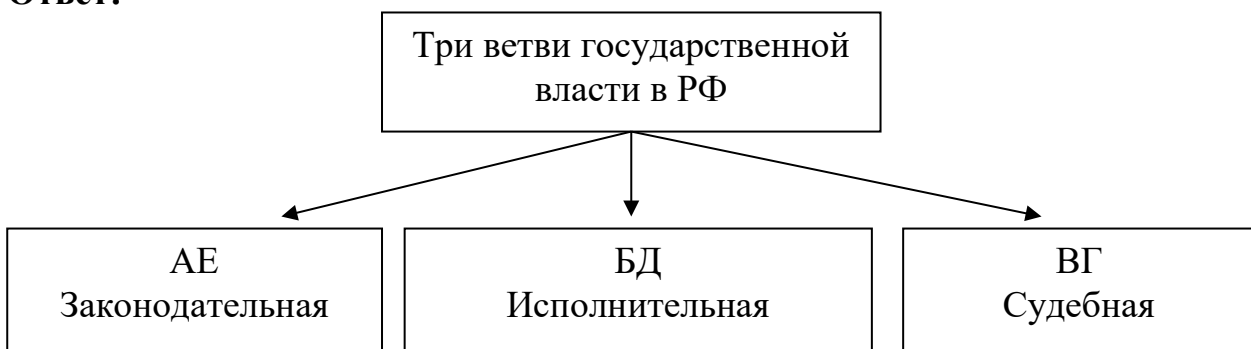 Три ветви государственной
власти в РФ
АЕ
Законодательная
БД
Исполнительная
ВГ
Судебная